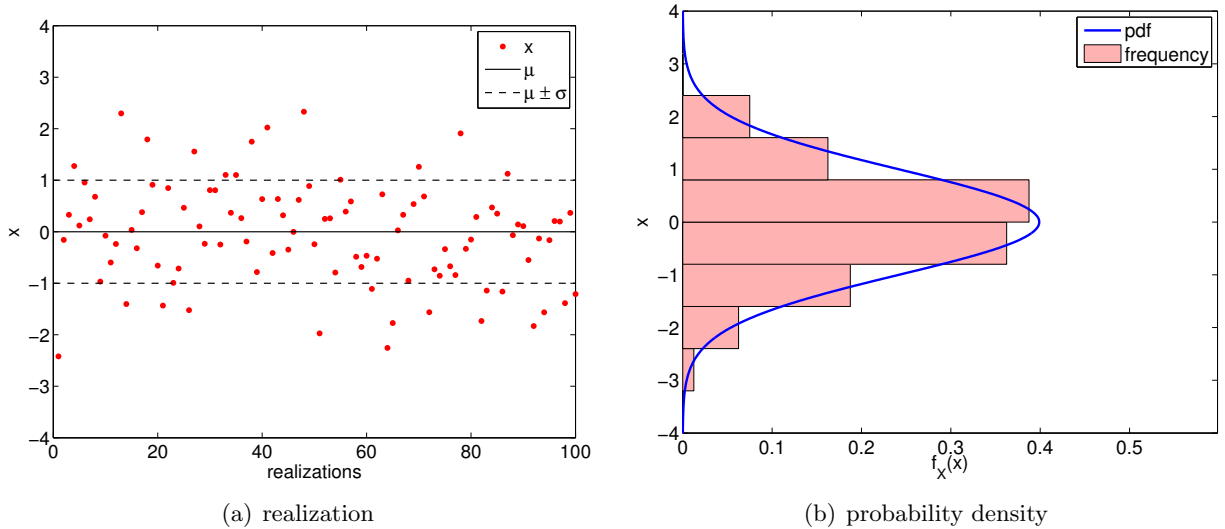 4
3
2
1
0
−1
−2
−3
−4
x
0
20
40
60
80
100
realizations
x
μ
μ ± σ
(a) realization
4
3
2
1
0
−1
−2
−3
−4
x
0
0.1
0.2
0.3
0.4
0.5
f_X(x)
pdf
frequency
(b) probability density